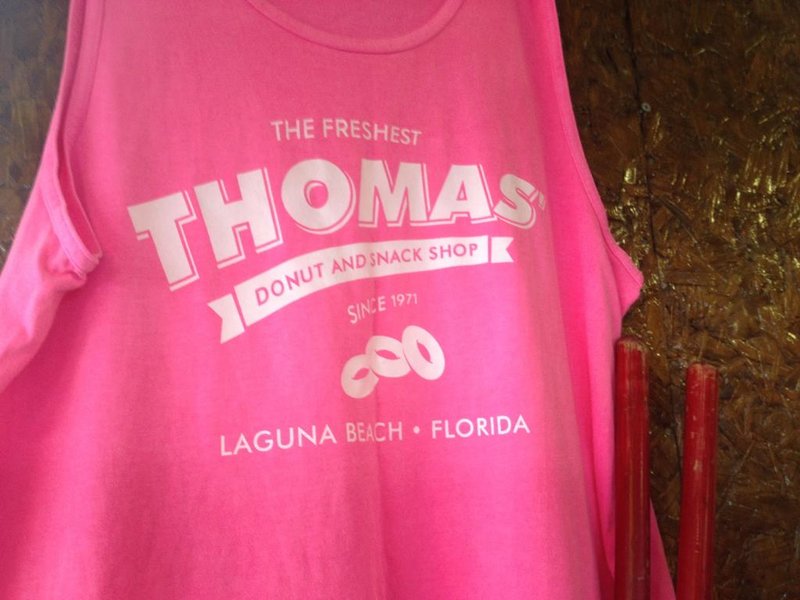 THE FRESHEST
THOMAS'
DONUT AND SNACK SHOP
SINCE 1971
LAGUNA BEACH • FLORIDA